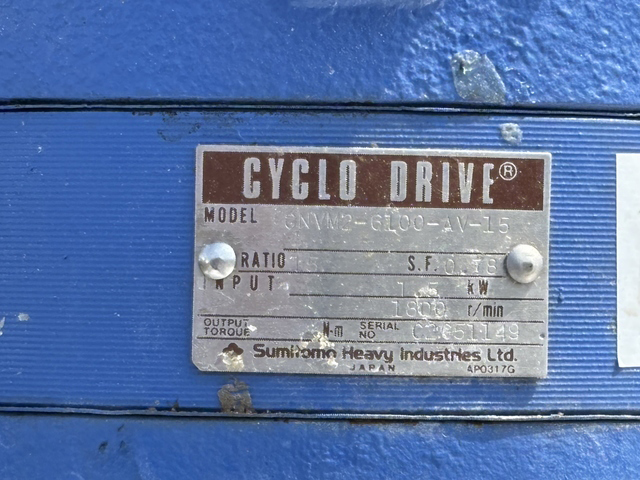 CYCLO DRIVE®
MODEL CNVM2-6100-AV-15
RATIO 15 S.F.
INPUT kW
1800 r/min
OUTPUT TORQUE N-m SERIAL NO
Sumitomo Heavy Industries Ltd.
JAPAN AP0317G